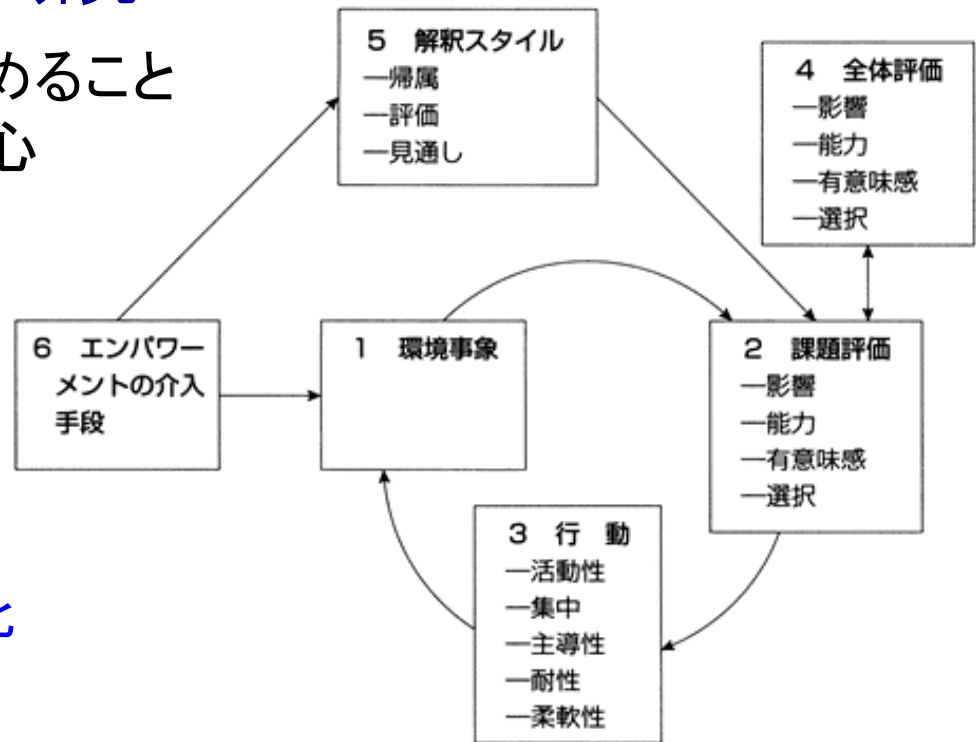 めること
心
5 解釈スタイル
―帰属
―評価
―見通し
4 全体評価
―影響
―能力
―有意味感
―選択
6 エンパワー
メントの介入
手段
1 環境事象
2 課題評価
―影響
―能力
―有意味感
―選択
3 行 動
―活動性
―集中
―主導性
―耐性
―柔軟性